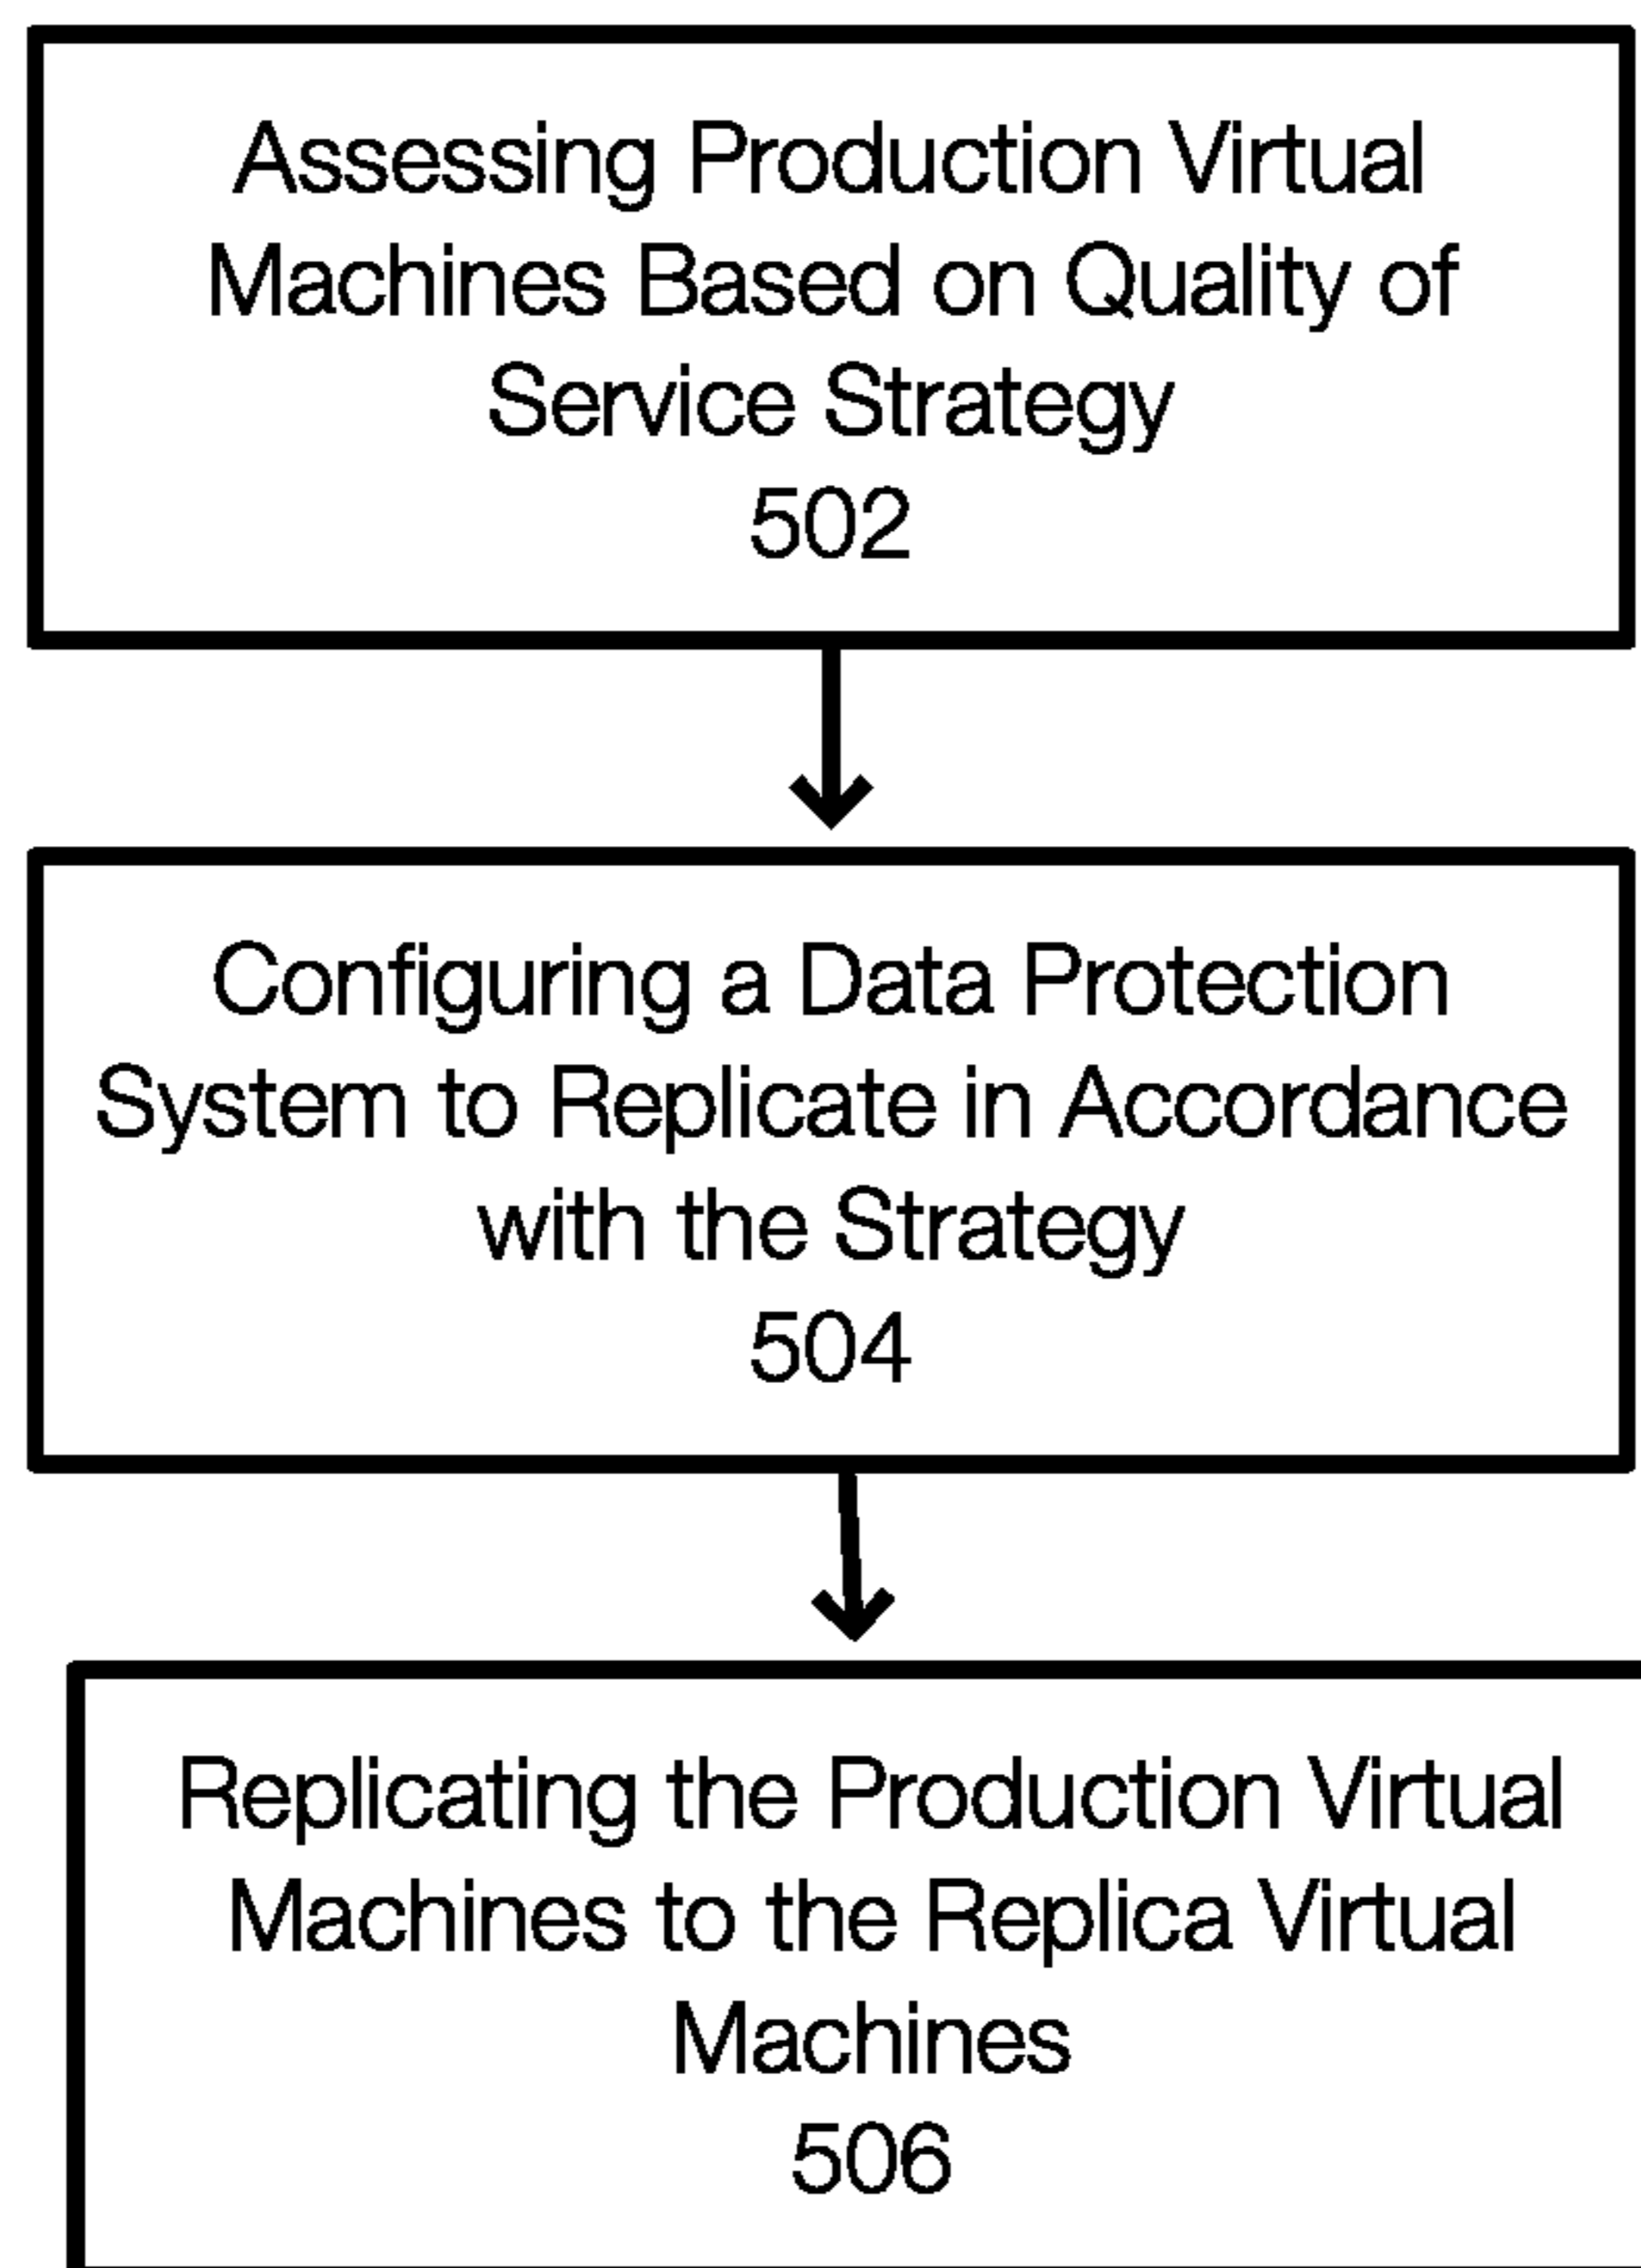 Assessing Production Virtual
Machines Based on Quality of
Service Strategy
502
Configuring a Data Protection
System to Replicate in Accordance
with the Strategy
504
Replicating the Production Virtual
Machines to the Replica Virtual
Machines
506